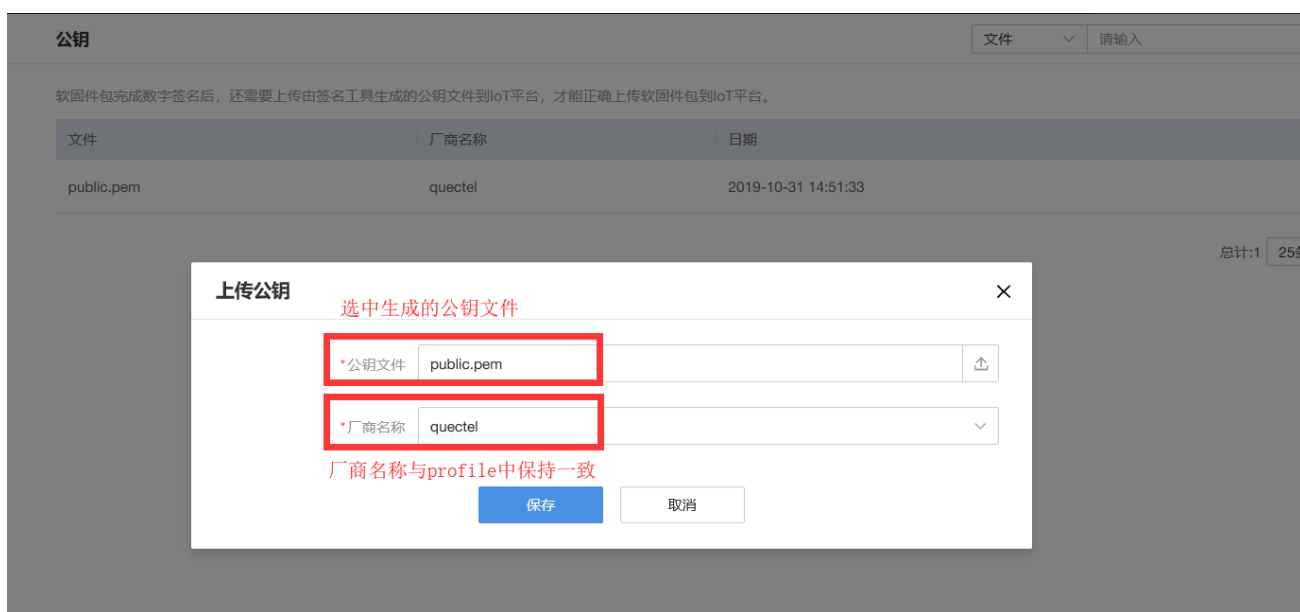 公钥
文件
请输入
软固件包完成数字签名后，还需要上传由签名工具生成的公钥文件到IoT平台，才能正确上传软固件包到IoT平台。
文件 厂商名称 日期
public.pem quectel 2019-10-31 14:51:33
总计:1 25
上传公钥
选中生成的公钥文件
*公钥文件 public.pem
*厂商名称 quectel
厂商名称与profile中保持一致
保存 取消